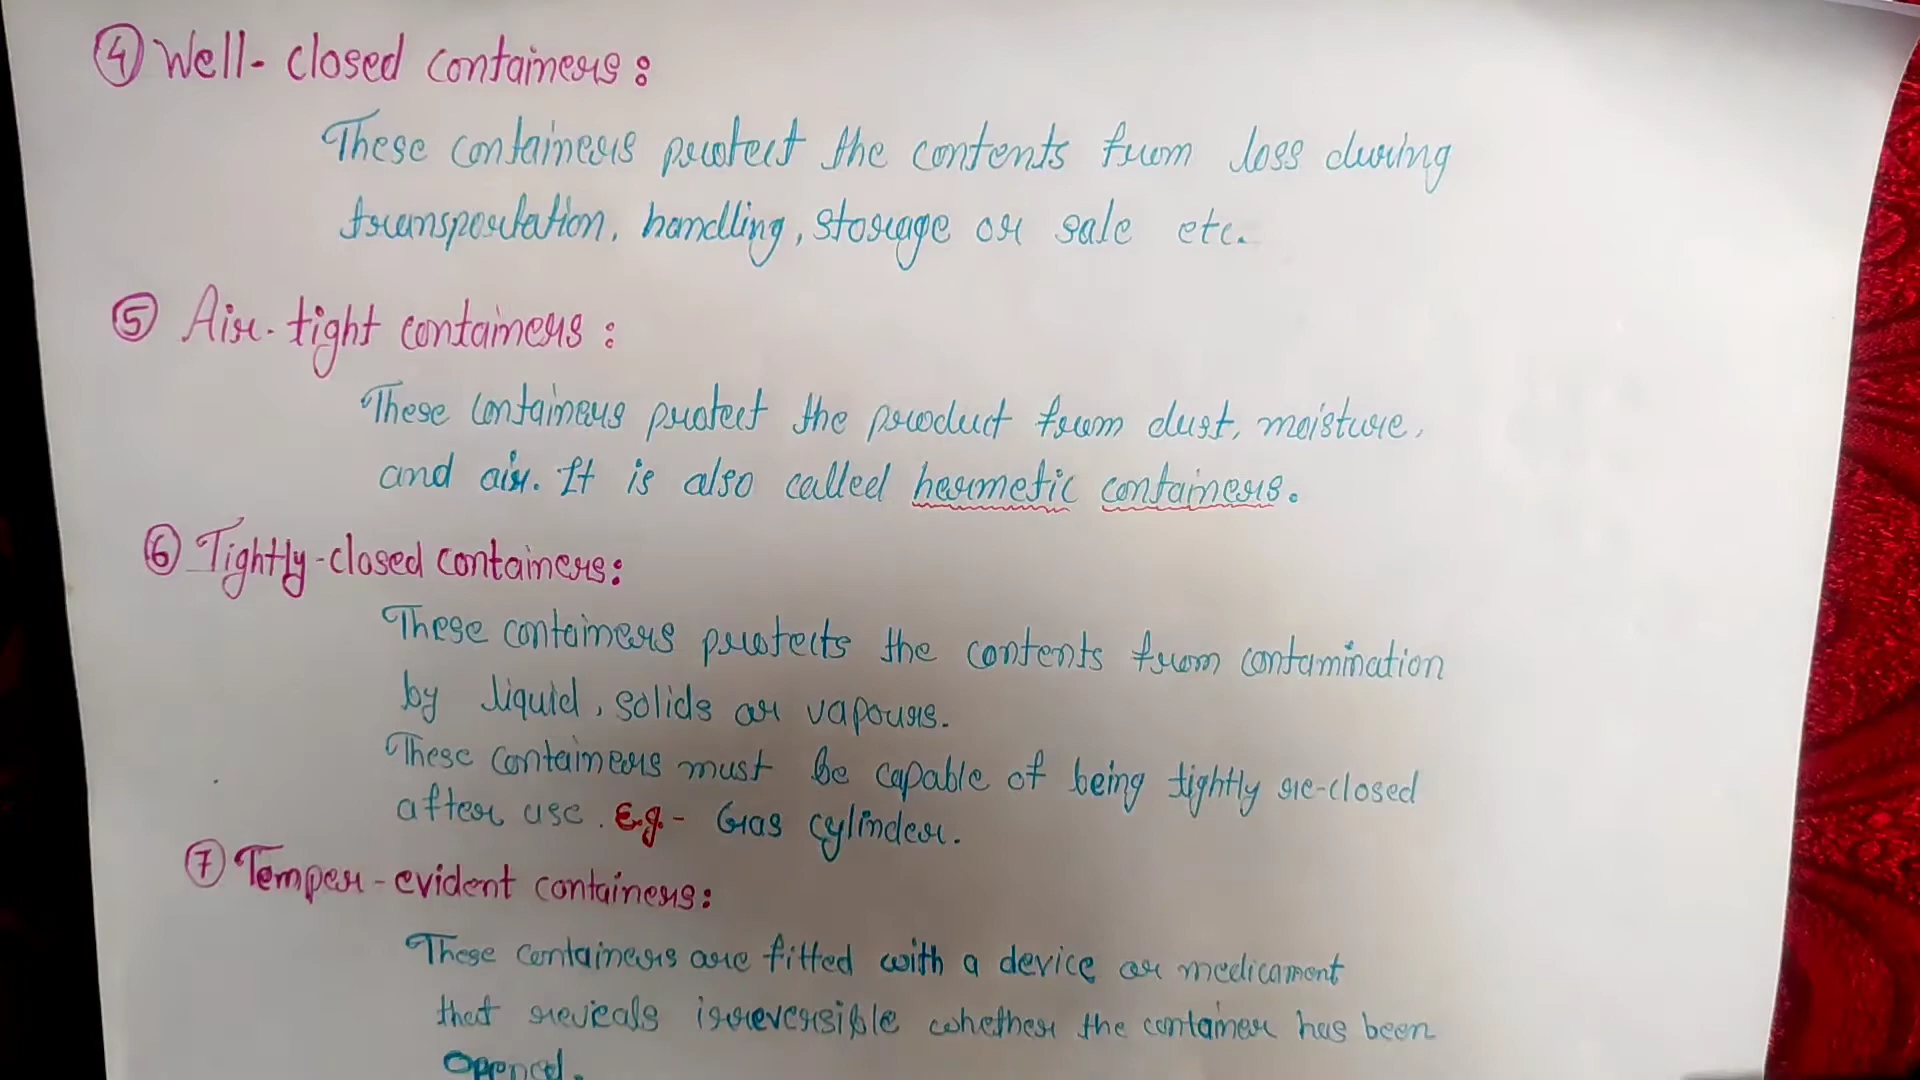 ④ Well-closed containers:
These containers protect the contents from loss during
transportation, handling, storage or sale etc.
⑤ Air-tight containers:
These containers protect the product from dust, moisture,
and air. It is also called hermetic containers.
⑥ Tightly-closed containers:
These containers protects the contents from contamination
by liquid, solids or vapours.
These containers must be capable of being tightly re-closed
after use. E.g.- Gas cylinder.
⑦ Temper-evident containers:
These containers are fitted with a device or medicament
that reveals irreversible whether the container has been
opened.